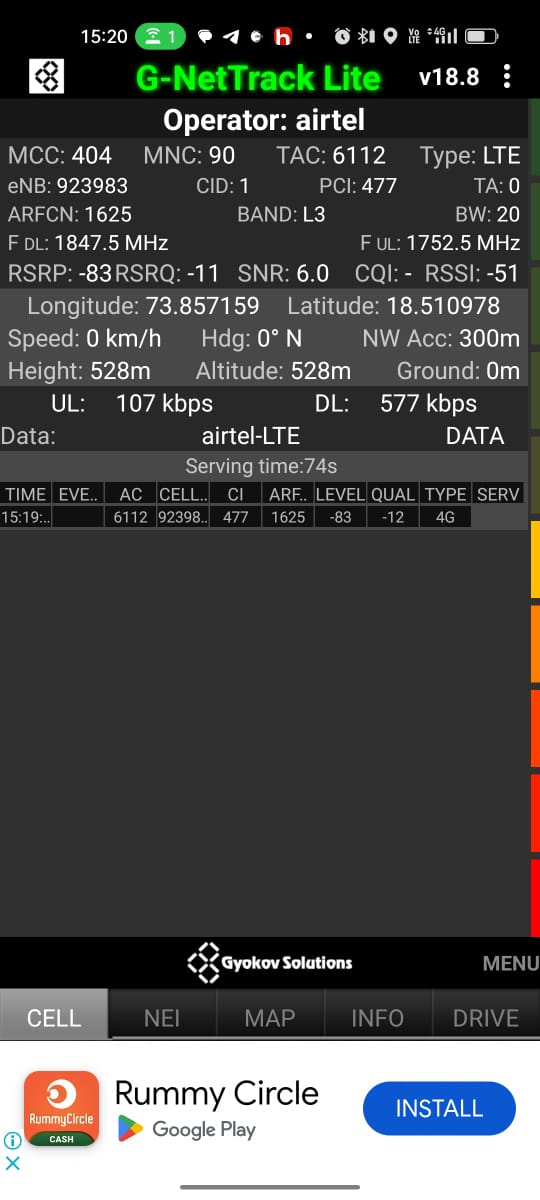 15:20 1 VoLTE 4G
G-NetTrack Lite v18.8
Operator: airtel
MCC: 404 MNC: 90 TAC: 6112 Type: LTE
eNB: 923983 CID: 1 PCI: 477 TA: 0
ARFCN: 1625 BAND: L3 BW: 20
F DL: 1847.5 MHz F UL: 1752.5 MHz
RSRP: -83 RSRQ: -11 SNR: 6.0 CQI: - RSSI: -51
Longitude: 73.857159 Latitude: 18.510978
Speed: 0 km/h Hdg: 0° N NW Acc: 300m
Height: 528m Altitude: 528m Ground: 0m
UL: 107 kbps DL: 577 kbps
Data: airtel-LTE DATA
Serving time:74s
TIME EVE.. AC CELL.. CI ARF.. LEVEL QUAL TYPE SERV
15:19:.. 6112 92398.. 477 1625 -83 -12 4G
Gyokov Solutions MENU
CELL NEI MAP INFO DRIVE
Rummy Circle
RummyCircle
CASH
Google Play
INSTALL